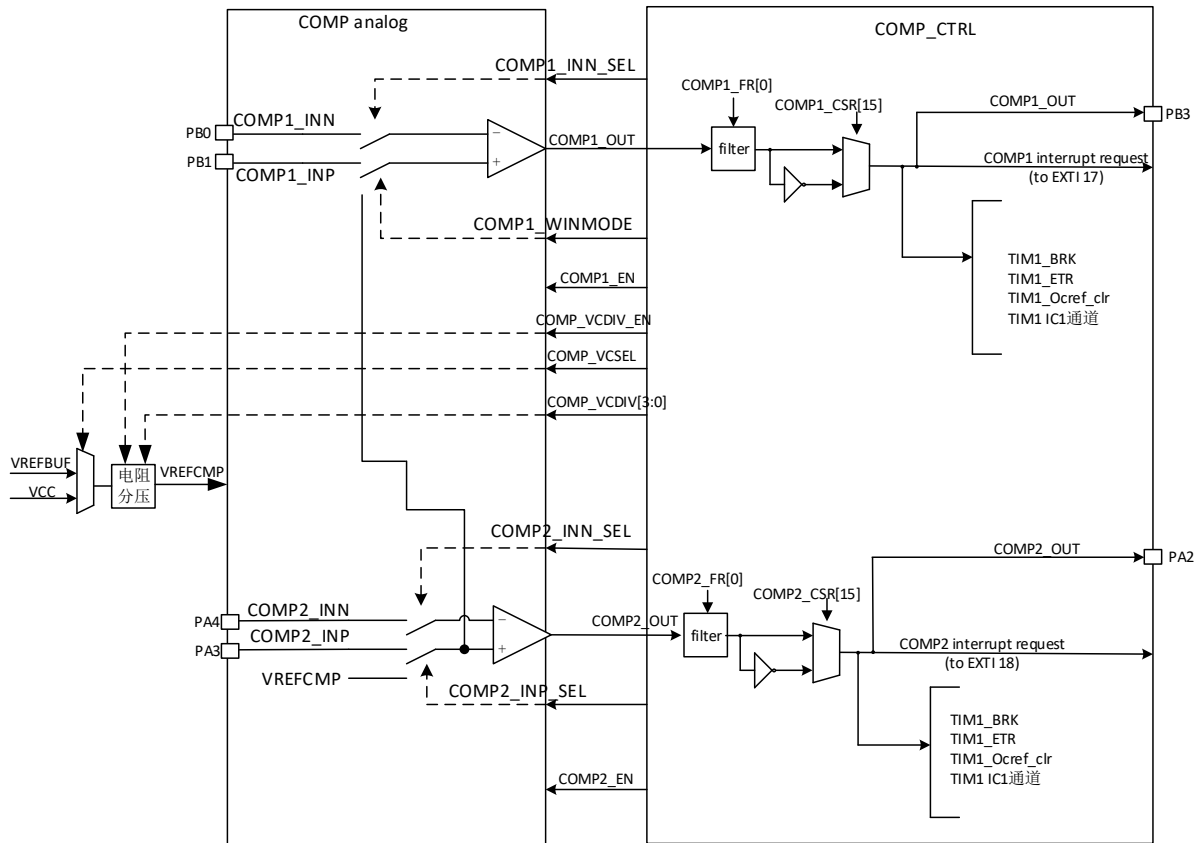 COMP analog
COMP_CTRL
COMP1_INN_SEL
COMP1_FR[0]
COMP1_CSR[15]
COMP1_OUT
PB3
PB0
COMP1_INN
−
COMP1_OUT
filter
PB1
+
COMP1_INP
COMP1 interrupt request
(to EXTI 17)
COMP1_WINMODE
TIM1_BRK
TIM1_ETR
TIM1_Ocref_clr
TIM1 IC1通道
COMP1_EN
COMP_VCDIV_EN
COMP_VCSEL
COMP_VCDIV[3:0]
VREFBUF
VCC
电阻
分压
VREFCMP
COMP2_INN_SEL
COMP2_FR[0]
COMP2_CSR[15]
COMP2_OUT
PA2
PA4
COMP2_INN
−
COMP2_OUT
filter
PA3
COMP2_INP
+
COMP2 interrupt request
(to EXTI 18)
VREFCMP
COMP2_INP_SEL
TIM1_BRK
TIM1_ETR
TIM1_Ocref_clr
TIM1 IC1通道
COMP2_EN